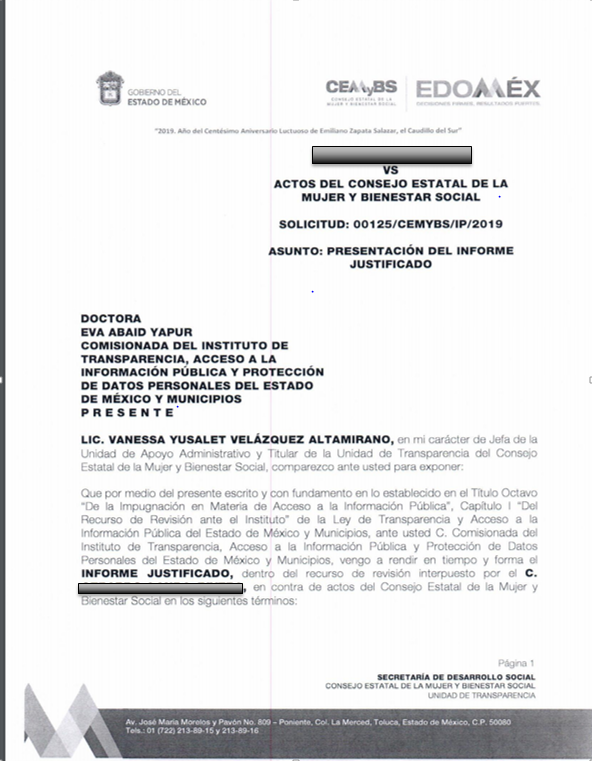 GOBIERNO DEL
ESTADO DE MÉXICO
CEMyBS
CONSEJO ESTATAL DE LA
MUJER Y BIENESTAR SOCIAL
EDOMÉX
DECISIONES FIRMES, RESULTADOS FUERTES.
"2019. Año del Centésimo Aniversario Luctuoso de Emiliano Zapata Salazar, el Caudillo del Sur"
VS
ACTOS DEL CONSEJO ESTATAL DE LA
MUJER Y BIENESTAR SOCIAL
SOLICITUD: 00125/CEMYBS/IP/2019
ASUNTO: PRESENTACIÓN DEL INFORME
JUSTIFICADO
DOCTORA
EVA ABAID YAPUR
COMISIONADA DEL INSTITUTO DE
TRANSPARENCIA, ACCESO A LA
INFORMACIÓN PÚBLICA Y PROTECCIÓN
DE DATOS PERSONALES DEL ESTADO
DE MÉXICO Y MUNICIPIOS
P R E S E N T E
LIC. VANESSA YUSALET VELÁZQUEZ ALTAMIRANO, en mi carácter de Jefa de la
Unidad de Apoyo Administrativo y Titular de la Unidad de Transparencia del Consejo
Estatal de la Mujer y Bienestar Social, comparezco ante usted para exponer:
Que por medio del presente escrito y con fundamento en lo establecido en el Título Octavo
"De la Impugnación en Materia de Acceso a la Información Pública", Capítulo I "Del
Recurso de Revisión ante el Instituto" de la Ley de Transparencia y Acceso a la
Información Pública del Estado de México y Municipios, ante usted C. Comisionada del
Instituto de Transparencia, Acceso a la Información Pública y Protección de Datos
Personales del Estado de México y Municipios, vengo a rendir en tiempo y forma el
INFORME JUSTIFICADO, dentro del recurso de revisión interpuesto por el C.
, en contra de actos del Consejo Estatal de la Mujer y
Bienestar Social en los siguientes términos:
Página 1
SECRETARÍA DE DESARROLLO SOCIAL
CONSEJO ESTATAL DE LA MUJER Y BIENESTAR SOCIAL
UNIDAD DE TRANSPARENCIA
Av. José María Morelos y Pavón No. 809 – Poniente, Col. La Merced, Toluca, Estado de México, C.P. 50080
Tels.: 01 (722) 213-89-15 y 213-89-16